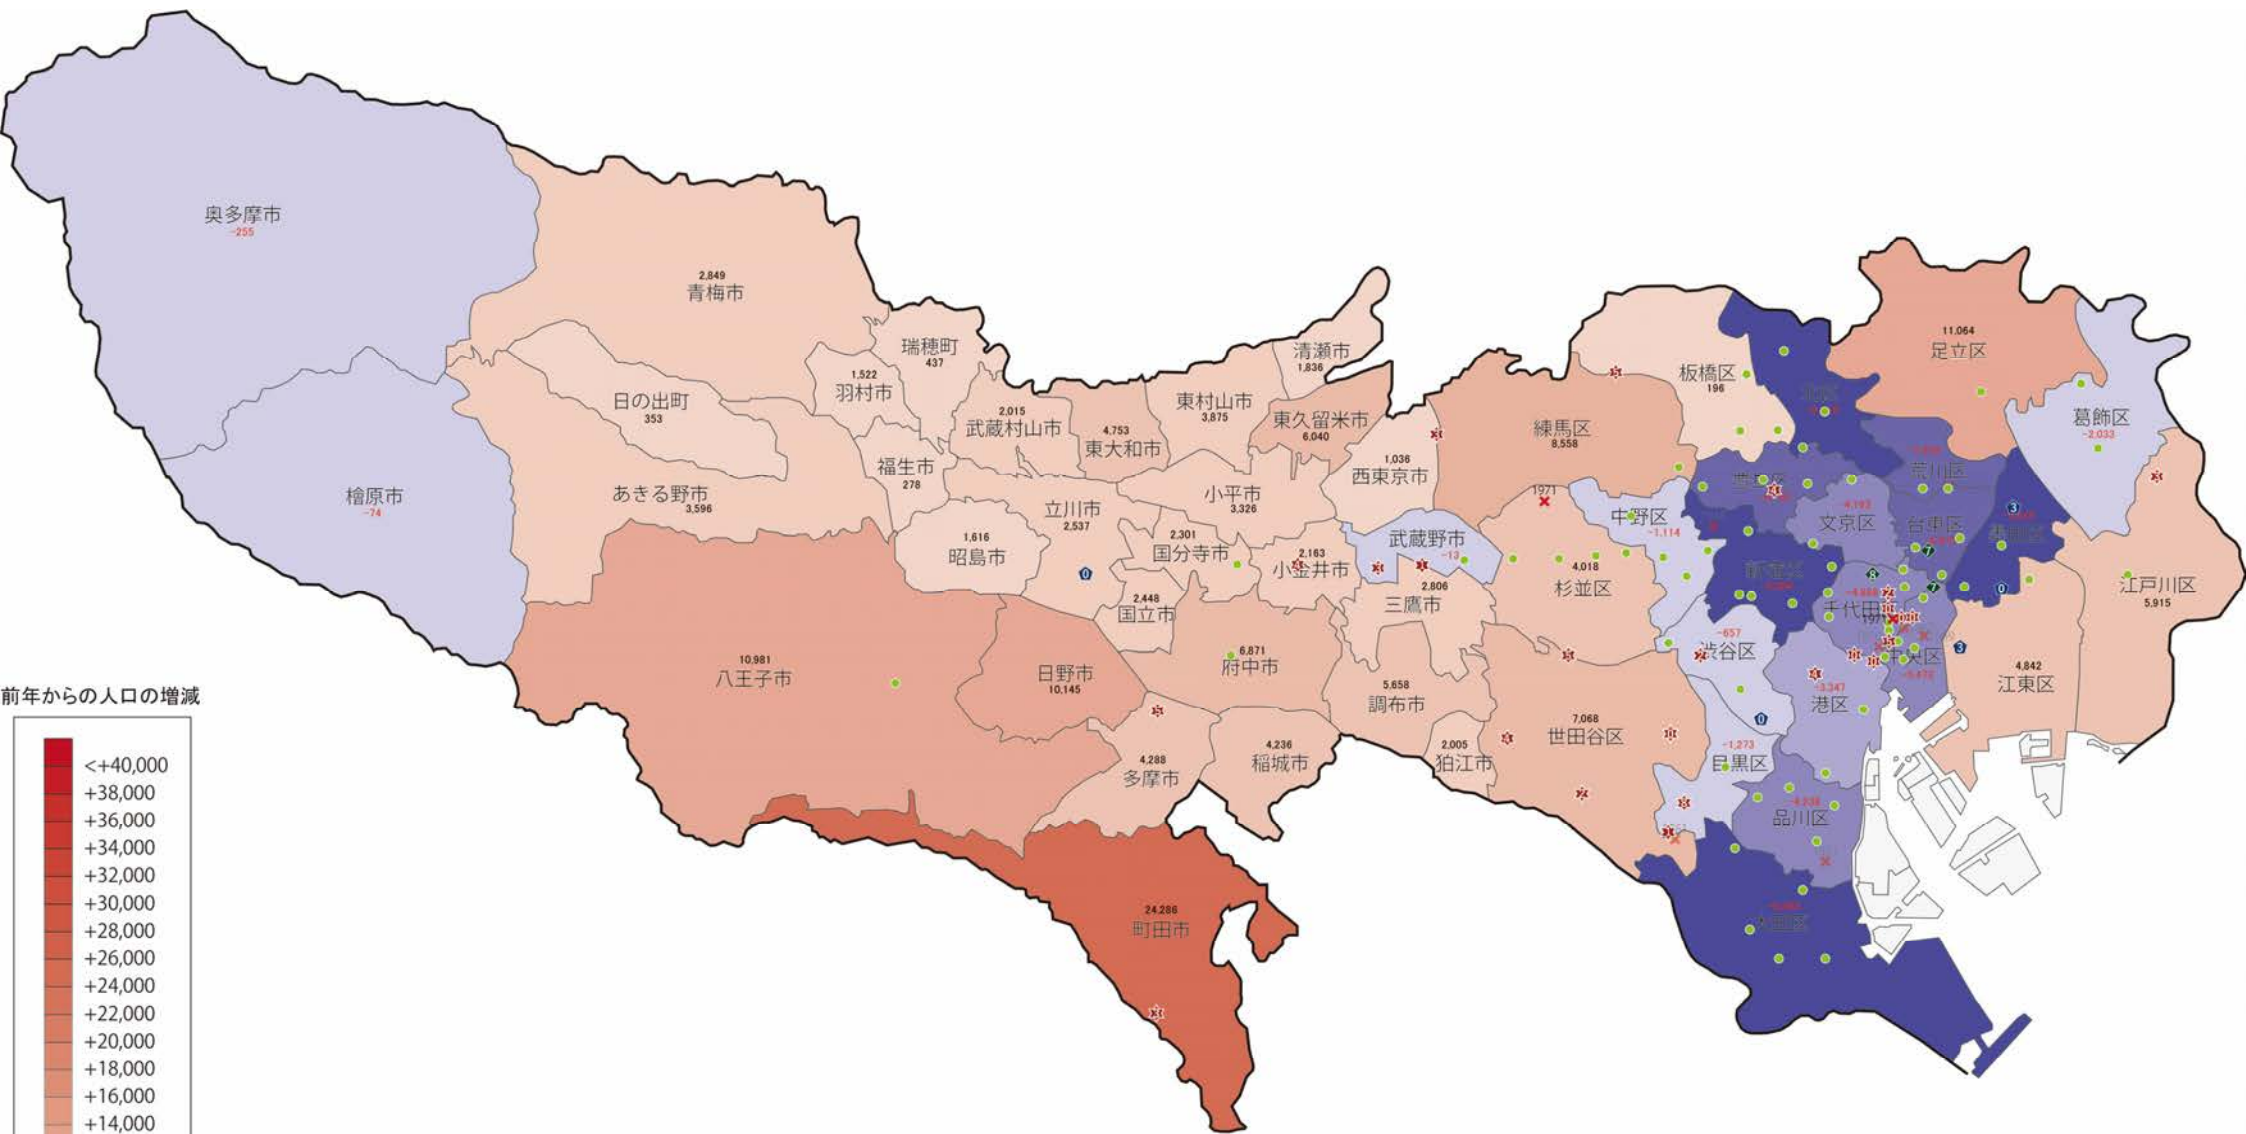 奥多摩市
-255
檜原市
-74
2,849
青梅市
日の出町
353
あきる野市
3,596
1,522
羽村市
瑞穂町
437
福生市
278
2,015
武蔵村山市
4,753
東大和市
東村山市
3,875
清瀬市
1,836
東久留米市
6,040
1,036
西東京市
小平市
3,326
立川市
2,537
1,616
昭島市
2,301
国分寺市
2,163
小金井市
2,448
国立市
武蔵野市
-13
2,806
三鷹市
10,981
八王子市
日野市
10,145
6,871
府中市
5,658
調布市
2,005
狛江市
4,288
多摩市
4,236
稲城市
24,286
町田市
練馬区
8,558
1971
板橋区
196
11,064
足立区
葛飾区
-2,033
荒川区
中野区
-1,114
4,018
杉並区
-4,193
文京区
台東区
千代田
1971
中央区
-657
渋谷区
-3,347
港区
7,068
世田谷区
-1,273
目黒区
品川区
4,842
江東区
江戸川区
5,915
前年からの人口の増減
<+40,000
+38,000
+36,000
+34,000
+32,000
+30,000
+28,000
+26,000
+24,000
+22,000
+20,000
+18,000
+16,000
+14,000